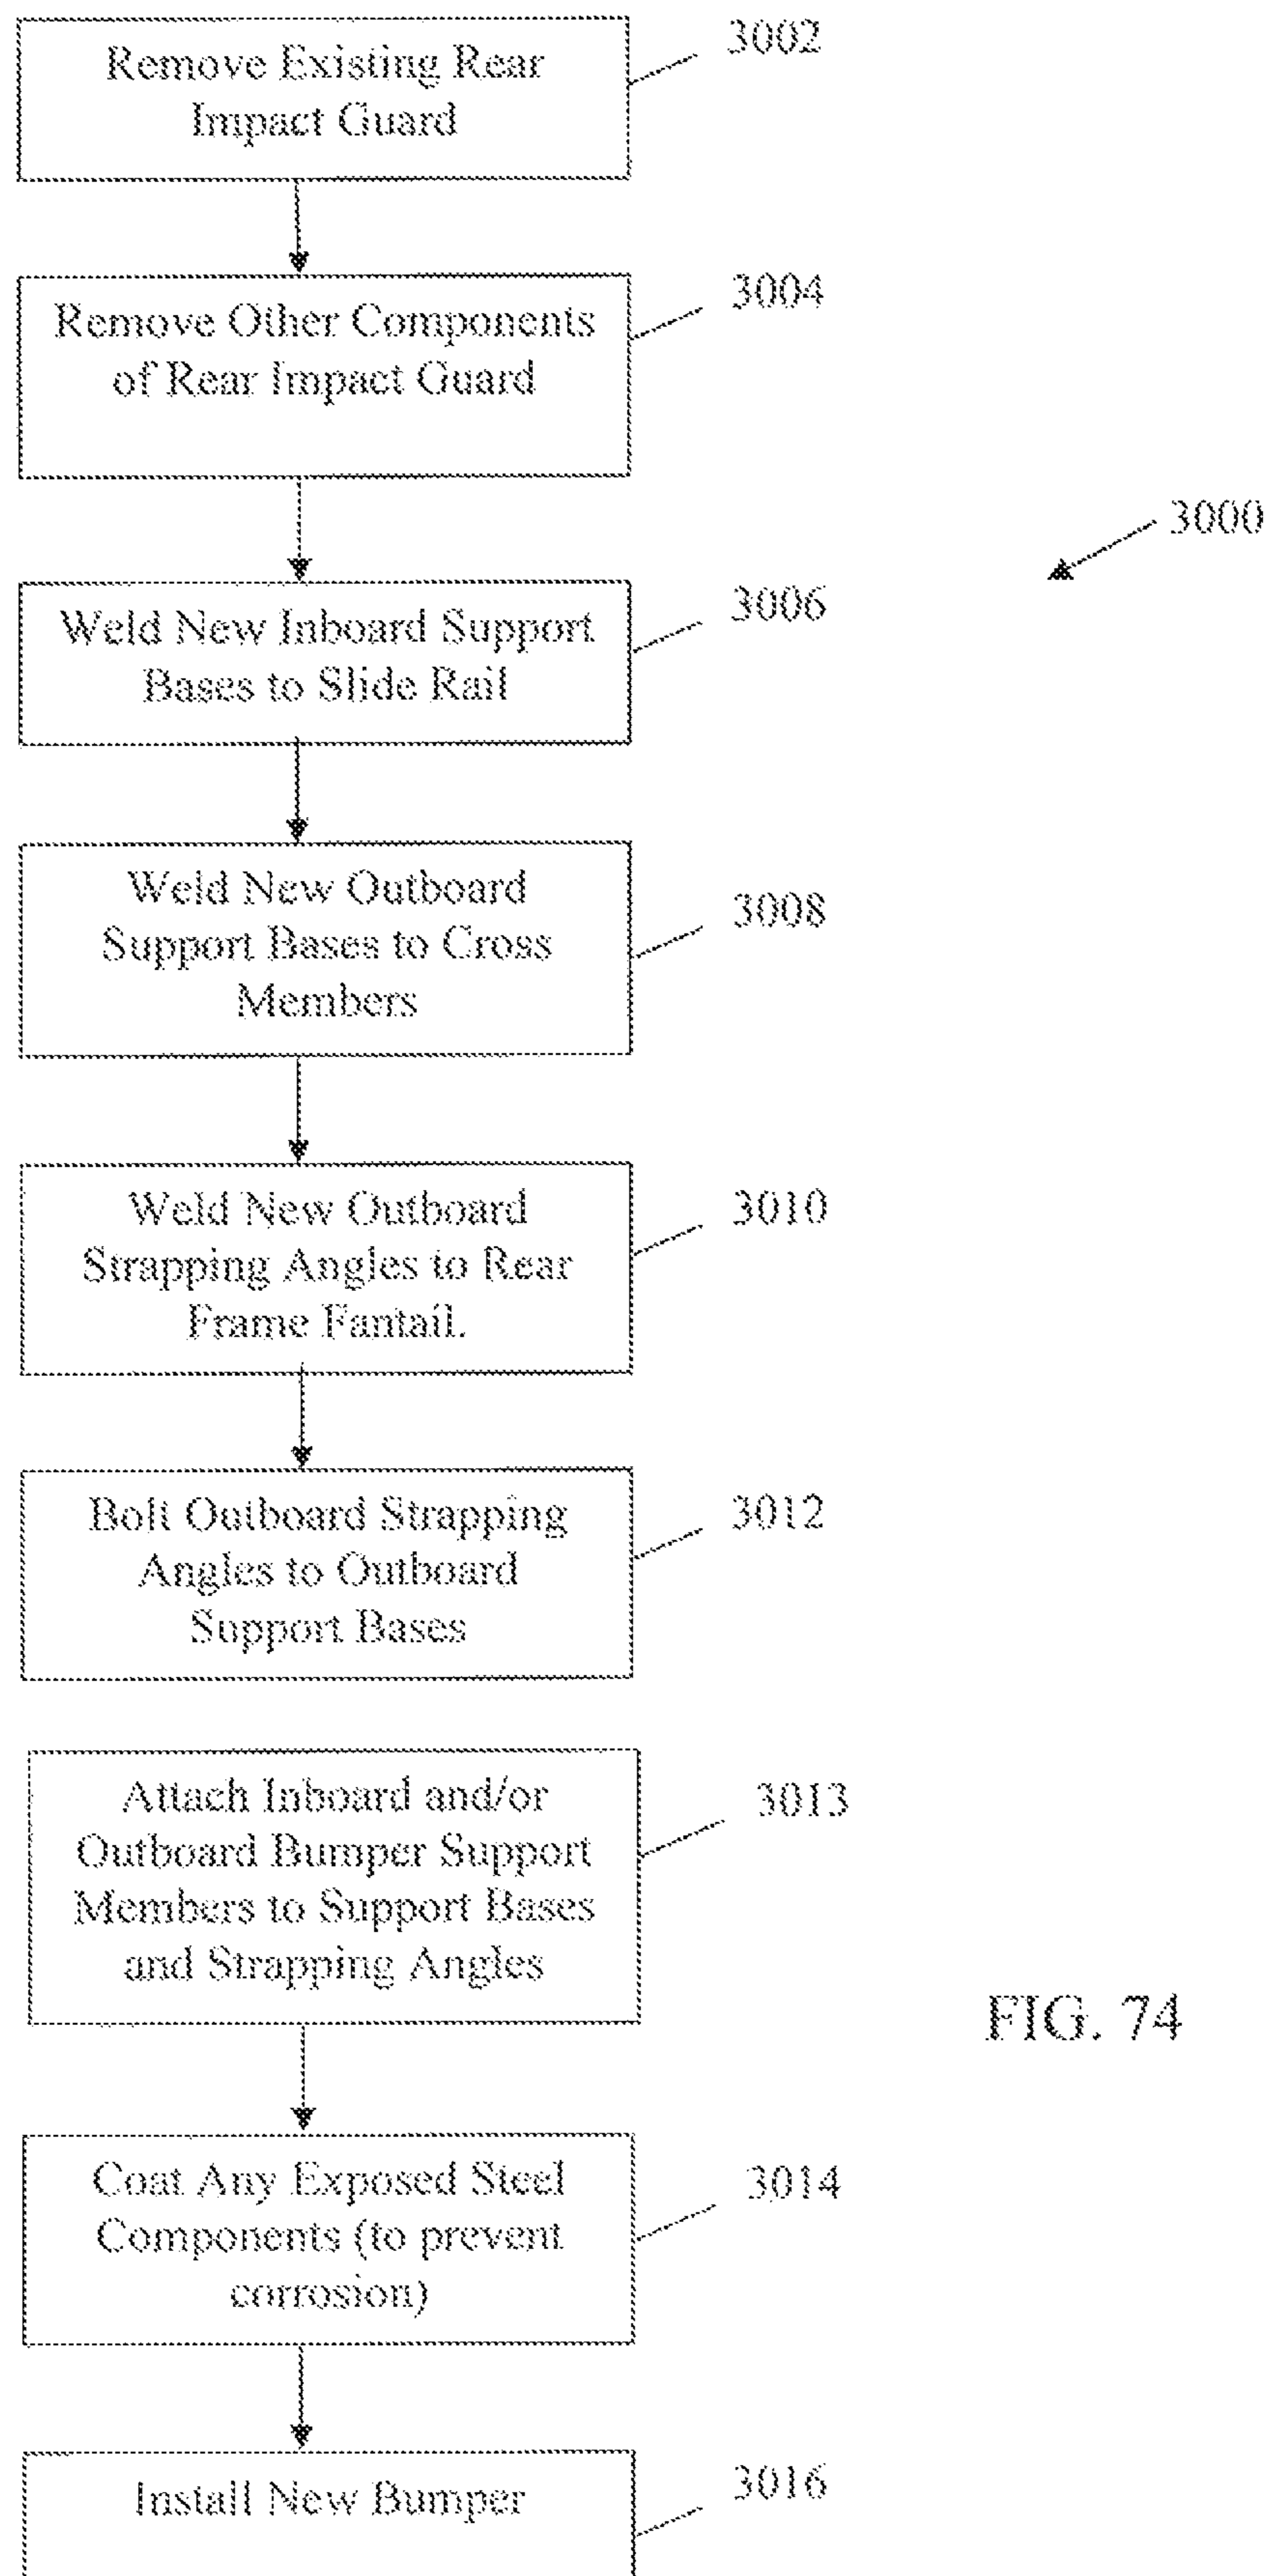 Remove Existing Rear
Impact Guard
3002
Remove Other Components
of Rear Impact Guard
3004
3000
Weld New Inboard Support
Bases to Slide Rail
3006
Weld New Outboard
Support Bases to Cross
Members
3008
Weld New Outboard
Strapping Angles to Rear
Frame Fantail.
3010
Bolt Outboard Strapping
Angles to Outboard
Support Bases
3012
Attach Inboard and/or
Outboard Bumper Support
Members to Support Bases
and Strapping Angles
3013
FIG. 74
Coat Any Exposed Steel
Components (to prevent
corrosion)
3014
Install New Bumper
3016